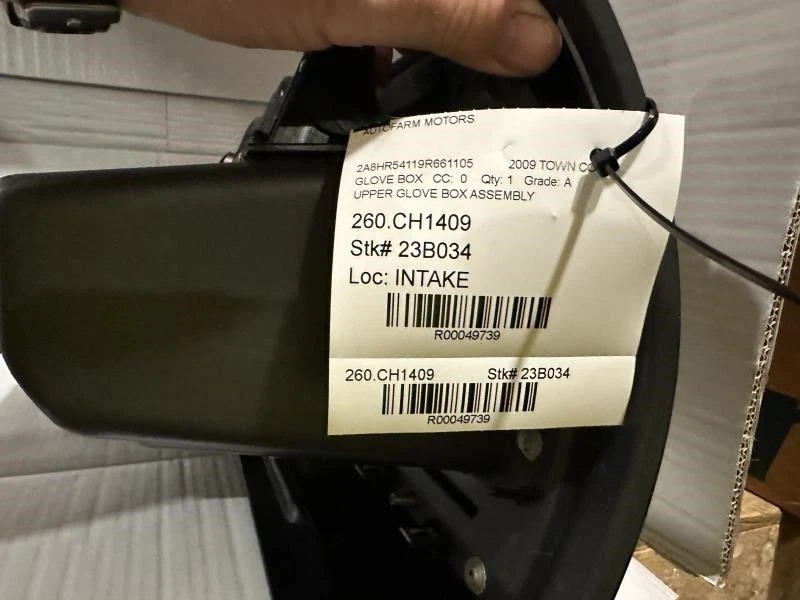 AUTOFARM MOTORS
2A8HR54119R661105 2009 TOWN CO
GLOVE BOX CC: 0 Qty: 1 Grade: A
UPPER GLOVE BOX ASSEMBLY
260.CH1409
Stk# 23B034
Loc: INTAKE
R00049739
260.CH1409 Stk# 23B034
R00049739